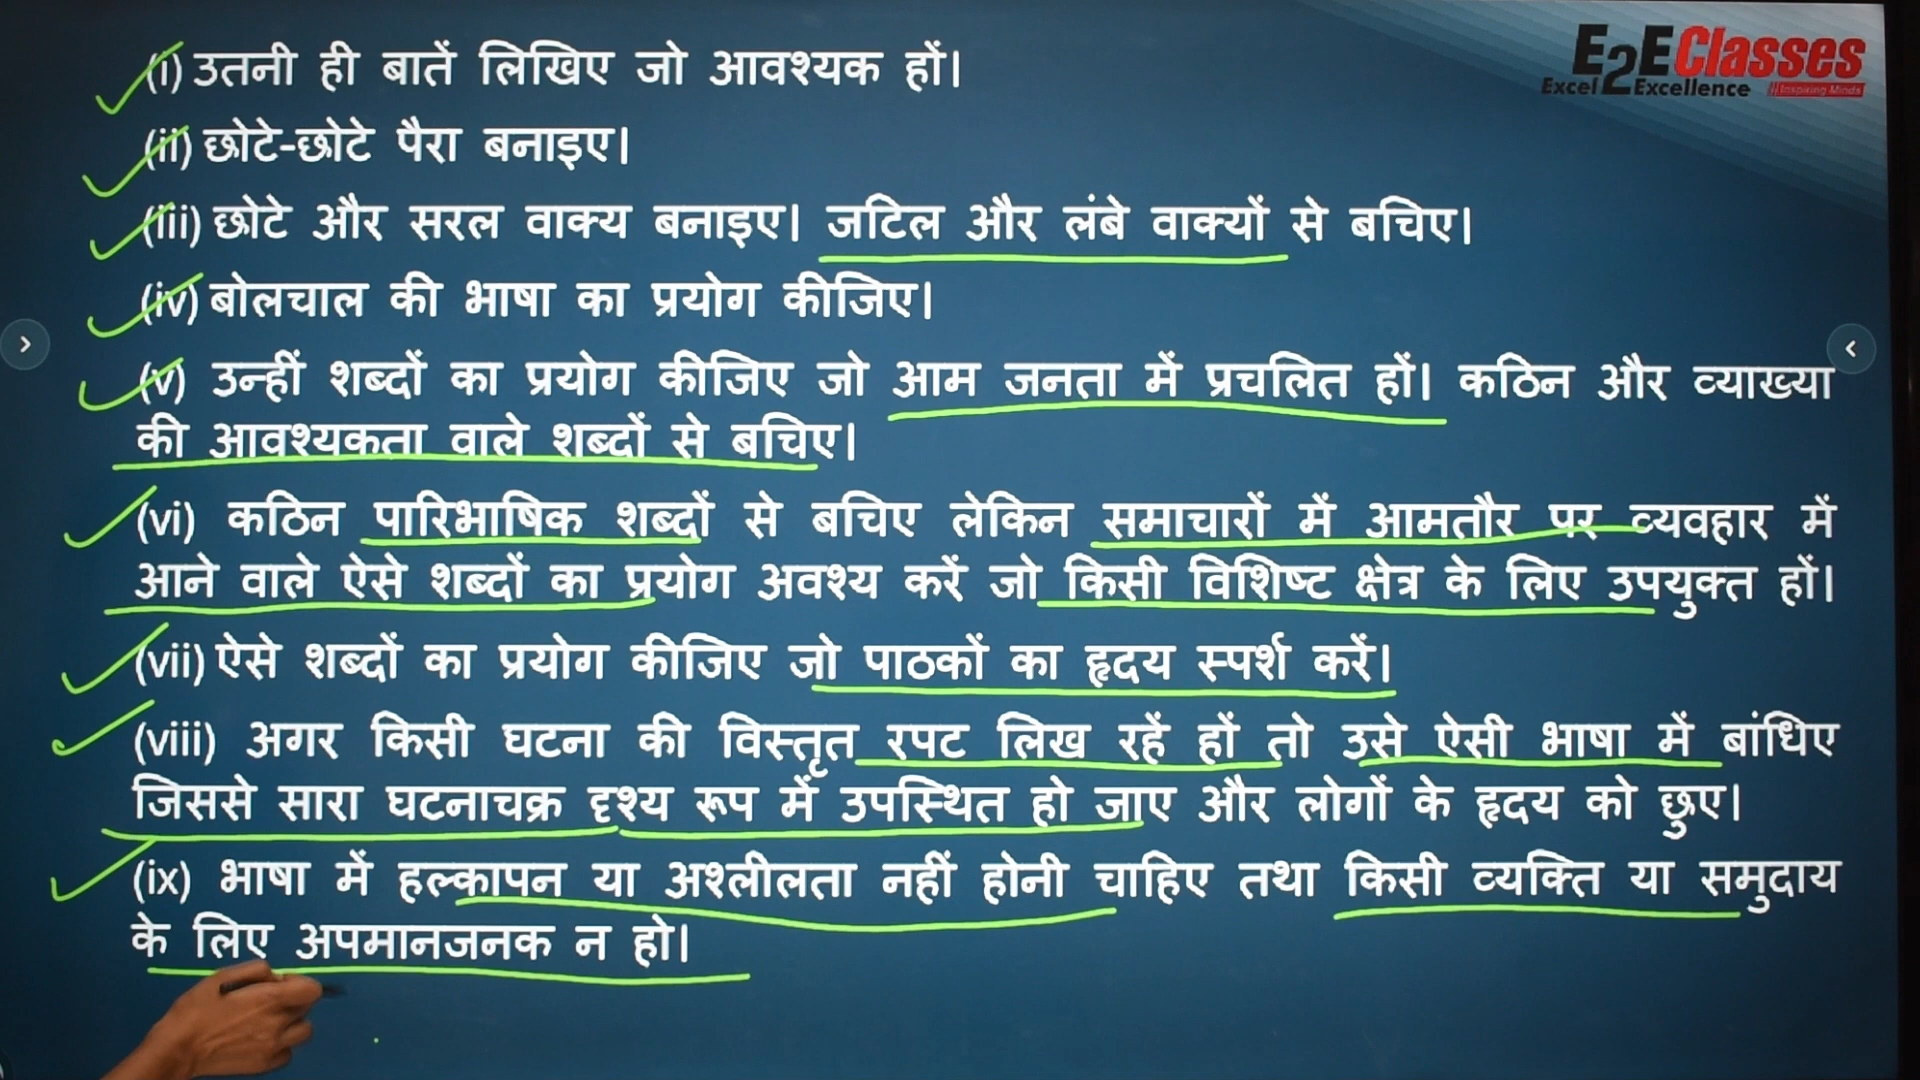 E2EClasses
Excel 2 Excellence Inspiring Minds
(i) उतनी ही बातें लिखिए जो आवश्यक हों।
(ii) छोटे-छोटे पैरा बनाइए।
(iii) छोटे और सरल वाक्य बनाइए। जटिल और लंबे वाक्यों से बचिए।
(iv) बोलचाल की भाषा का प्रयोग कीजिए।
(v) उन्हीं शब्दों का प्रयोग कीजिए जो आम जनता में प्रचलित हों। कठिन और व्याख्या
की आवश्यकता वाले शब्दों से बचिए।
(vi) कठिन पारिभाषिक शब्दों से बचिए लेकिन समाचारों में आमतौर पर व्यवहार में
आने वाले ऐसे शब्दों का प्रयोग अवश्य करें जो किसी विशिष्ट क्षेत्र के लिए उपयुक्त हों।
(vii) ऐसे शब्दों का प्रयोग कीजिए जो पाठकों का हृदय स्पर्श करें।
(viii) अगर किसी घटना की विस्तृत रपट लिख रहें हों तो उसे ऐसी भाषा में बांधिए
जिससे सारा घटनाचक्र दृश्य रूप में उपस्थित हो जाए और लोगों के हृदय को छुए।
(ix) भाषा में हल्कापन या अश्लीलता नहीं होनी चाहिए तथा किसी व्यक्ति या समुदाय
के लिए अपमानजनक न हो।